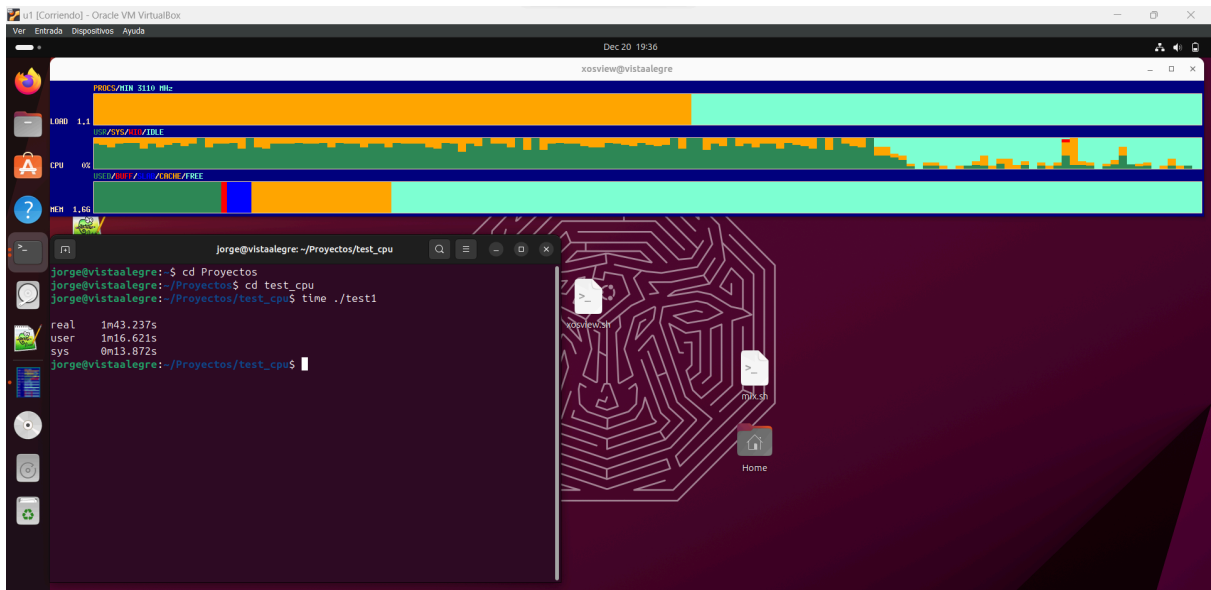 u1 [Corriendo] - Oracle VM VirtualBox
Ver Entrada Dispositivos Ayuda
Dec 20 19:36
xosview@vistaalegre
PROCS/MIN 3110 MHz
LOAD 1,1
USR/SYS/WIO/IDLE
CPU 0%
USED/BUFF/ /CACHE/FREE
MEM 1,6G
jorge@vistaalegre: ~/Proyectos/test_cpu
jorge@vistaalegre:~$ cd Proyectos
jorge@vistaalegre:~/Proyectos$ cd test_cpu
jorge@vistaalegre:~/Proyectos/test_cpu$ time ./test1
real 1m43.237s
user 1m16.621s
sys 0m13.872s
jorge@vistaalegre:~/Proyectos/test_cpu$
xosview.sh
mix.sh
Home